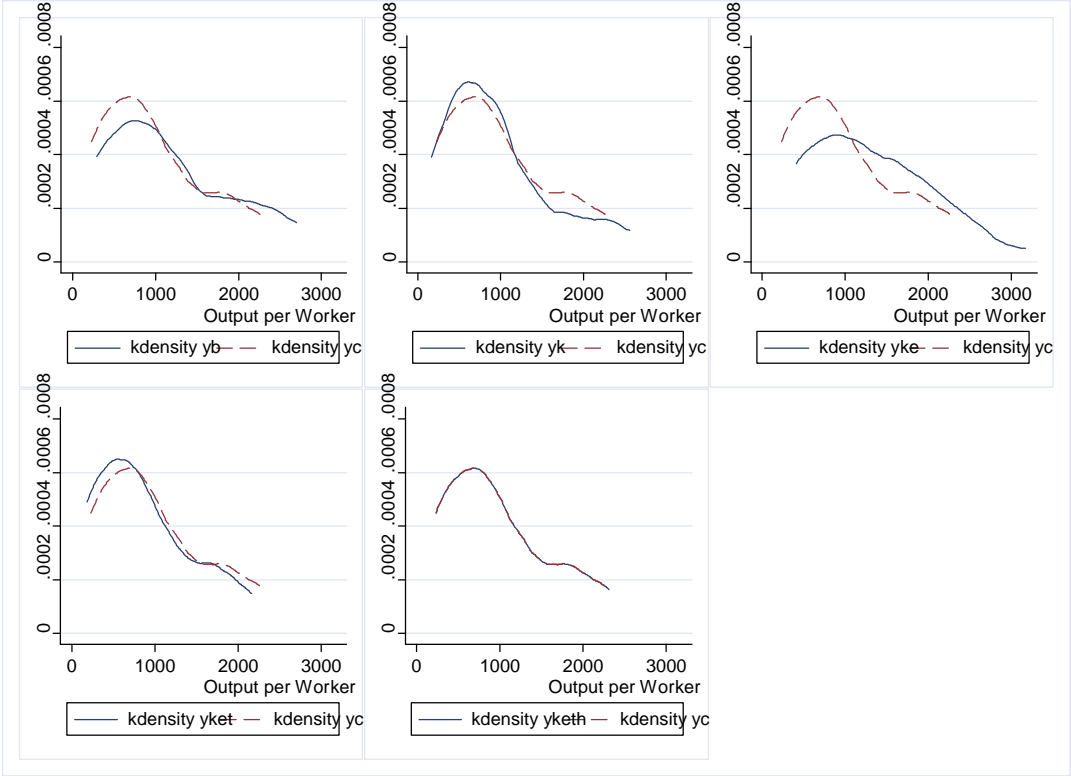 .0008
.0006
.0004
.0002
0
0 1000 2000 3000
Output per Worker
kdensity yb kdensity yc
.0008
.0006
.0004
.0002
0
0 1000 2000 3000
Output per Worker
kdensity yk kdensity yc
.0008
.0006
.0004
.0002
0
0 1000 2000 3000
Output per Worker
kdensity yke kdensity yc
.0008
.0006
.0004
.0002
0
0 1000 2000 3000
Output per Worker
kdensity yket kdensity yc
.0008
.0006
.0004
.0002
0
0 1000 2000 3000
Output per Worker
kdensity yketh kdensity yc